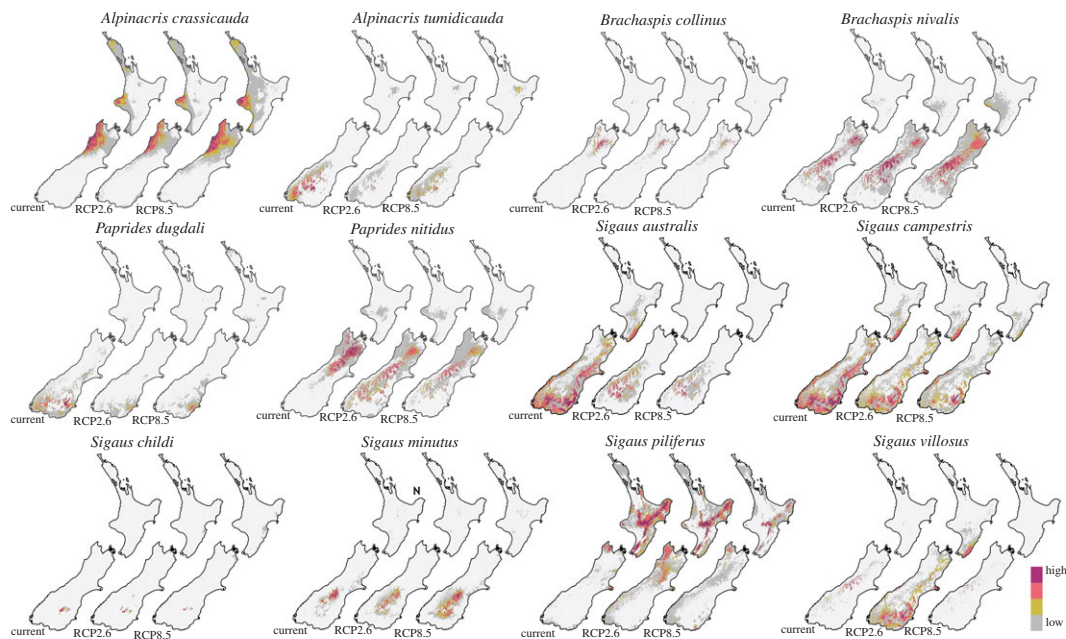 Alpinacris crassicauda Alpinacris tumidicauda Brachaspis collinus Brachaspis nivalis
current RCP2.6 RCP8.5 current RCP2.6 RCP8.5 current RCP2.6 RCP8.5 current RCP2.6 RCP8.5
Paprides dugdali Paprides nitidus Sigaus australis Sigaus campestris
current RCP2.6 RCP8.5 current RCP2.6 RCP8.5 current RCP2.6 RCP8.5 current RCP2.6 RCP8.5
Sigaus childi Sigaus minutus Sigaus piliferus Sigaus villosus
N
high
low
current RCP2.6 RCP8.5 current RCP2.6 RCP8.5 current RCP2.6 RCP8.5 current RCP2.6 RCP8.5